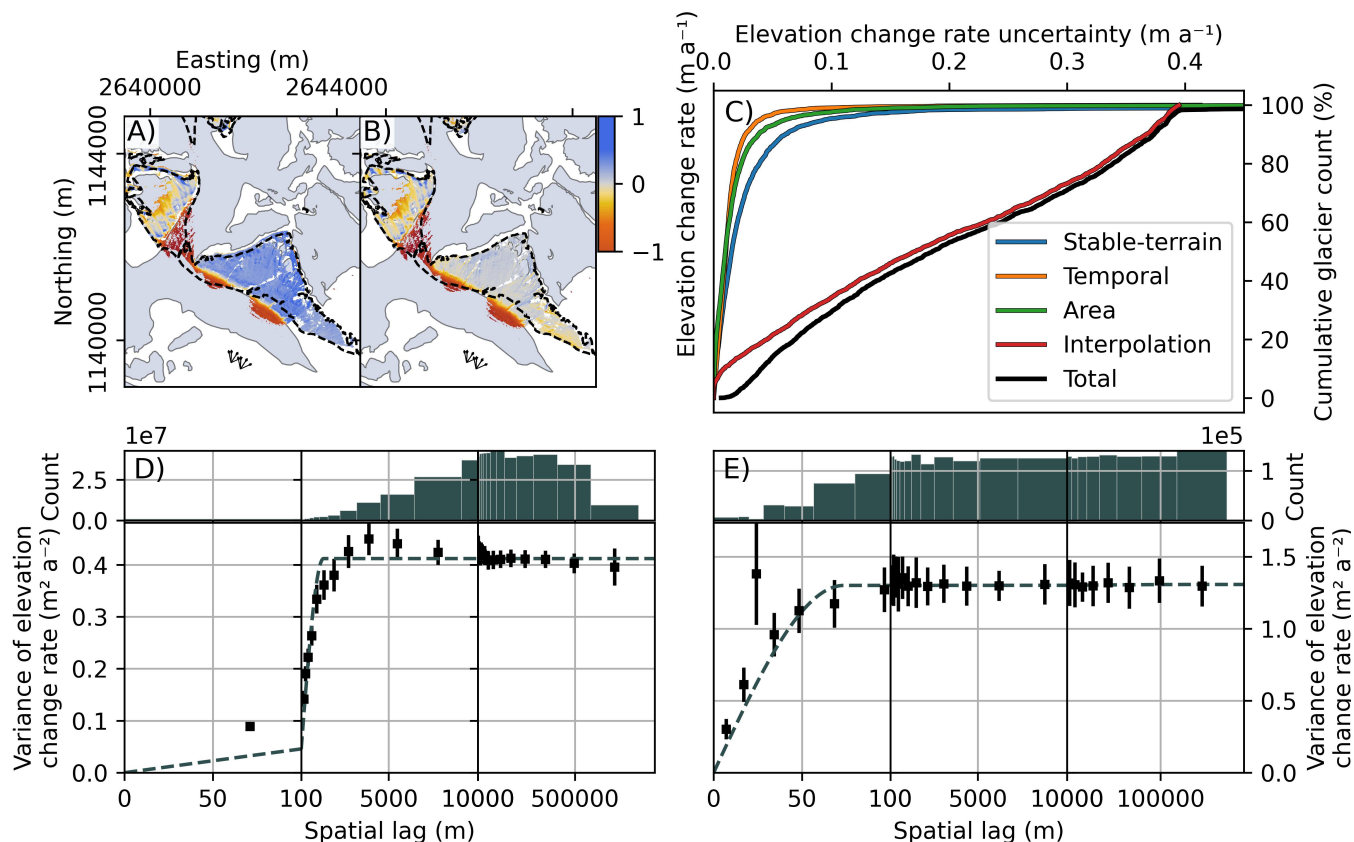 Easting (m)
2640000
2644000
Northing (m)
1144000
1140000
A)
B)
1
0
−1
Elevation change rate (m a⁻¹)
Elevation change rate uncertainty (m a⁻¹)
0.0
0.1
0.2
0.3
0.4
C)
Stable-terrain
Temporal
Area
Interpolation
Total
100
80
60
40
20
0
Cumulative glacier count (%)
1e7
D)
2.5
0.0
Count
0.4
0.3
0.2
0.1
0.0
Variance of elevation
change rate (m² a⁻²)
0
50
100
5000
10000
500000
Spatial lag (m)
1e5
E)
1
0
Count
1.5
1.0
0.5
0.0
Variance of elevation
change rate (m² a⁻²)
0
50
100
5000
10000
100000
Spatial lag (m)